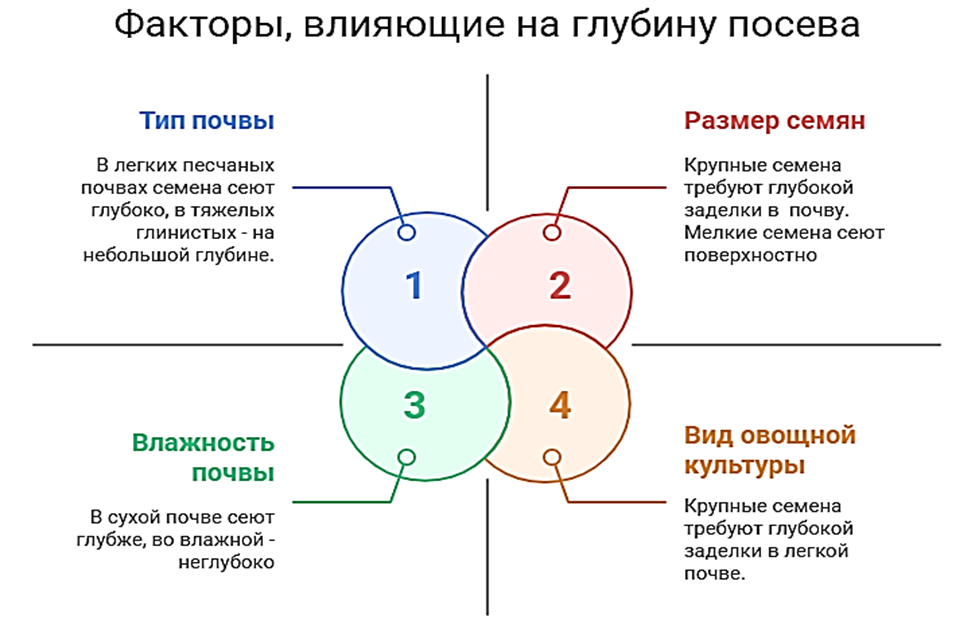 Факторы, влияющие на глубину посева
Тип почвы
В легких песчаных
почвах семена сеют
глубоко, в тяжелых
глинистых - на
небольшой глубине.
Размер семян
Крупные семена
требуют глубокой
заделки в почву.
Мелкие семена сеют
поверхностно
1
2
3
4
Влажность
почвы
В сухой почве сеют
глубже, во влажной -
неглубоко
Вид овощной
культуры
Крупные семена
требуют глубокой
заделки в легкой
почве.